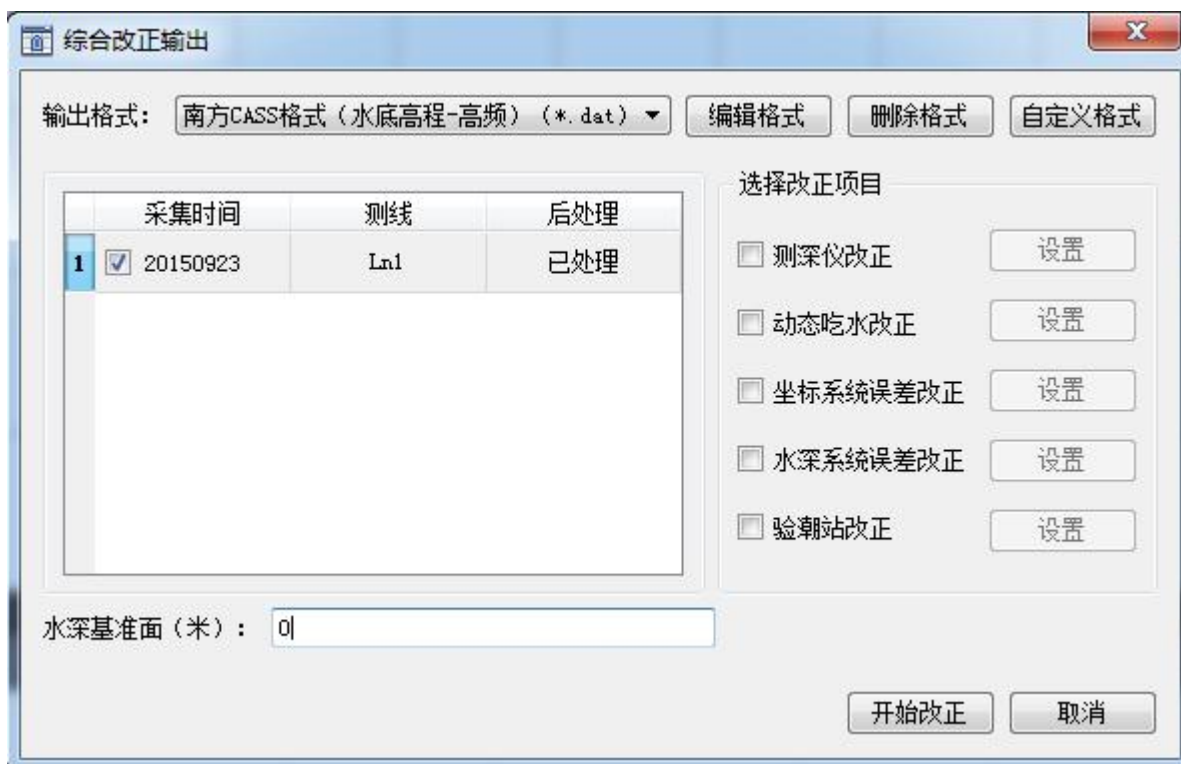 综合改正输出
输出格式： 南方CASS格式（水底高程-高频）（*.dat） 编辑格式 删除格式 自定义格式
选择改正项目
采集时间 测线 后处理
1 20150923 Ln1 已处理
测深仪改正 设置
动态吃水改正 设置
坐标系统误差改正 设置
水深系统误差改正 设置
验潮站改正 设置
水深基准面（米）： 0
开始改正 取消